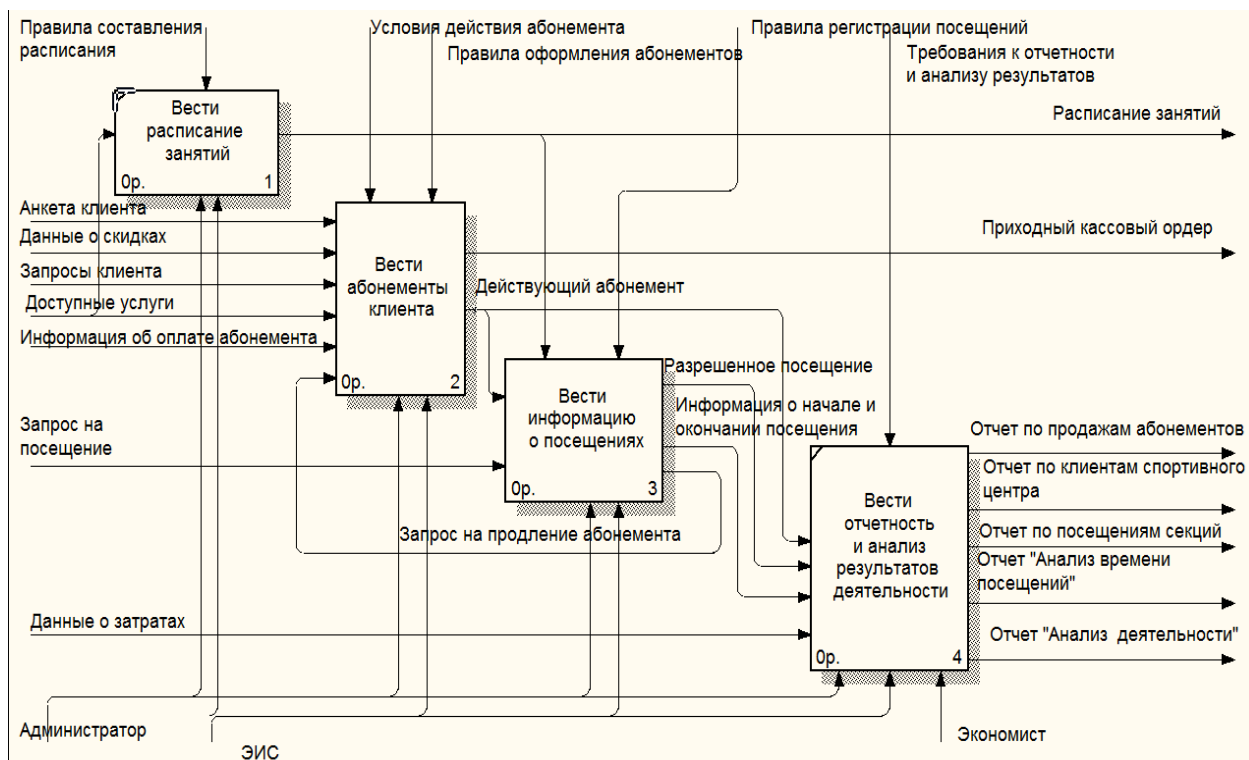 Правила составления
расписания
Условия действия абонемента
Правила оформления абонементов
Правила регистрации посещений
Требования к отчетности
и анализу результатов
Вести
расписание
занятий
0р.
1
Расписание занятий
Анкета клиента
Данные о скидках
Запросы клиента
Доступные услуги
Информация об оплате абонемента
Вести
абонементы
клиента
0р.
2
Приходный кассовый ордер
Действующий абонемент
Запрос на
посещение
Вести
информацию
о посещениях
0р.
3
Разрешенное посещение
Информация о начале и
окончании посещения
Запрос на продление абонемента
Вести
отчетность
и анализ
результатов
деятельности
0р.
4
Отчет по продажам абонементов
Отчет по клиентам спортивного
центра
Отчет по посещениям секций
Отчет "Анализ времени
посещений"
Отчет "Анализ деятельности"
Данные о затратах
Администратор
ЭИС
Экономист